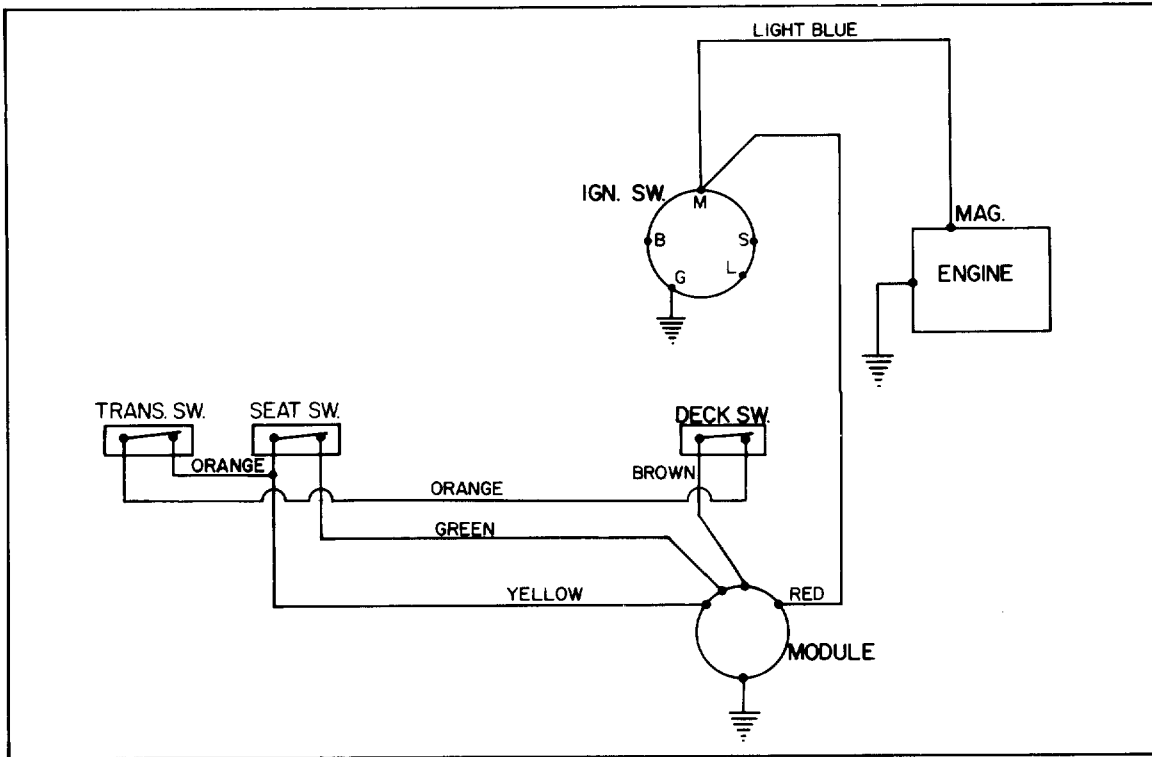 LIGHT BLUE
IGN. SW.
M
B
S
L
G
MAG.
ENGINE
TRANS. SW.
SEAT SW.
DECK SW.
ORANGE
BROWN
ORANGE
GREEN
YELLOW
RED
MODULE